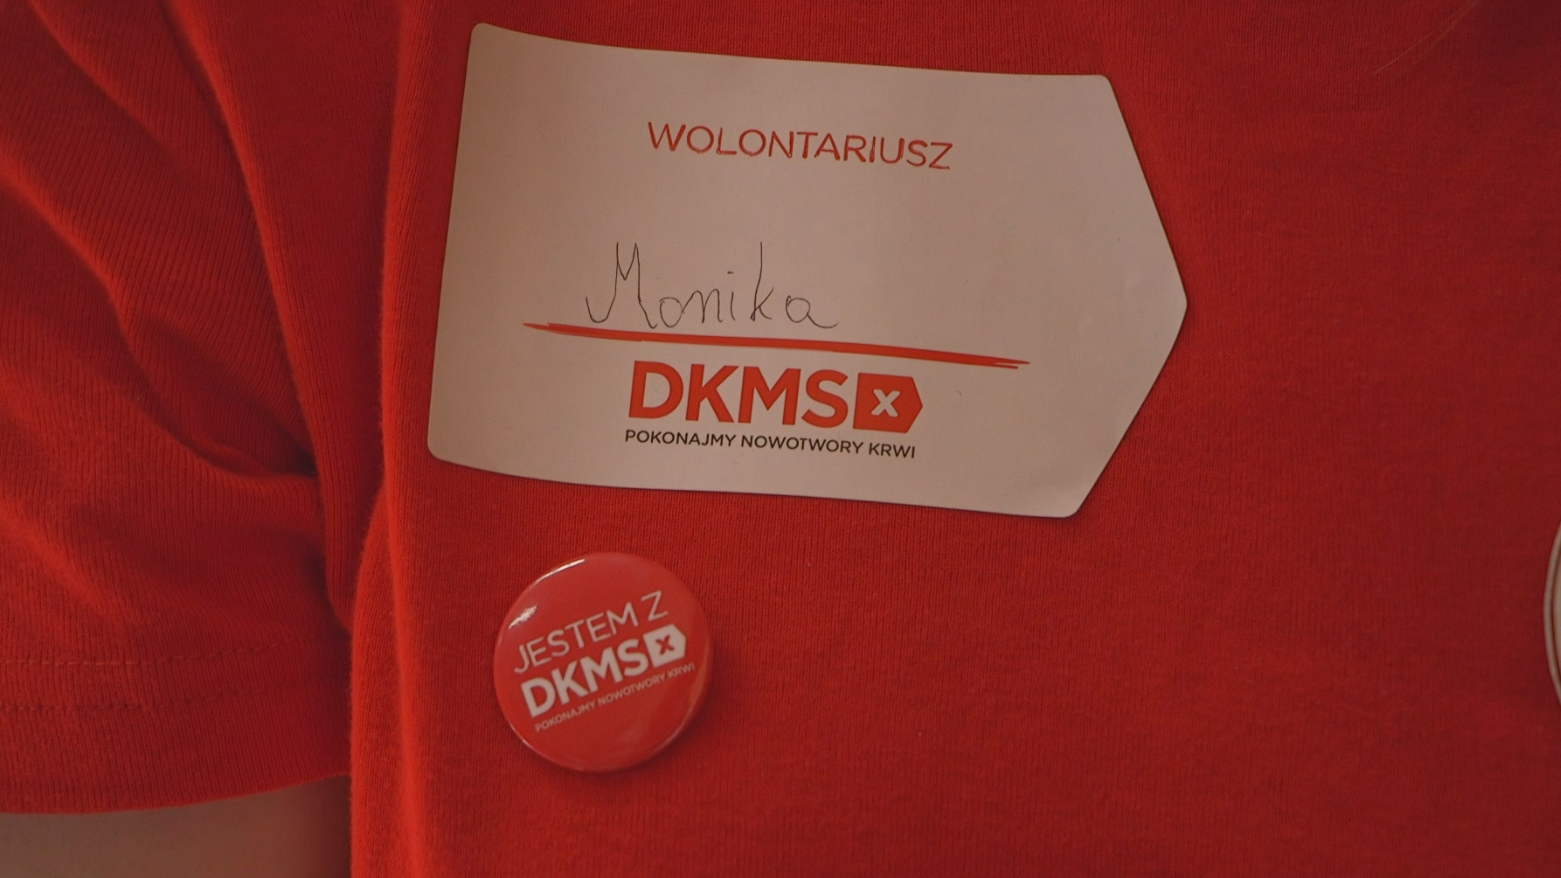 WOLONTARIUSZ
Monika
DKMS x
POKONAJMY NOWOTWORY KRWI
JESTEM Z
DKMS x
POKONAJMY NOWOTWORY KRWI